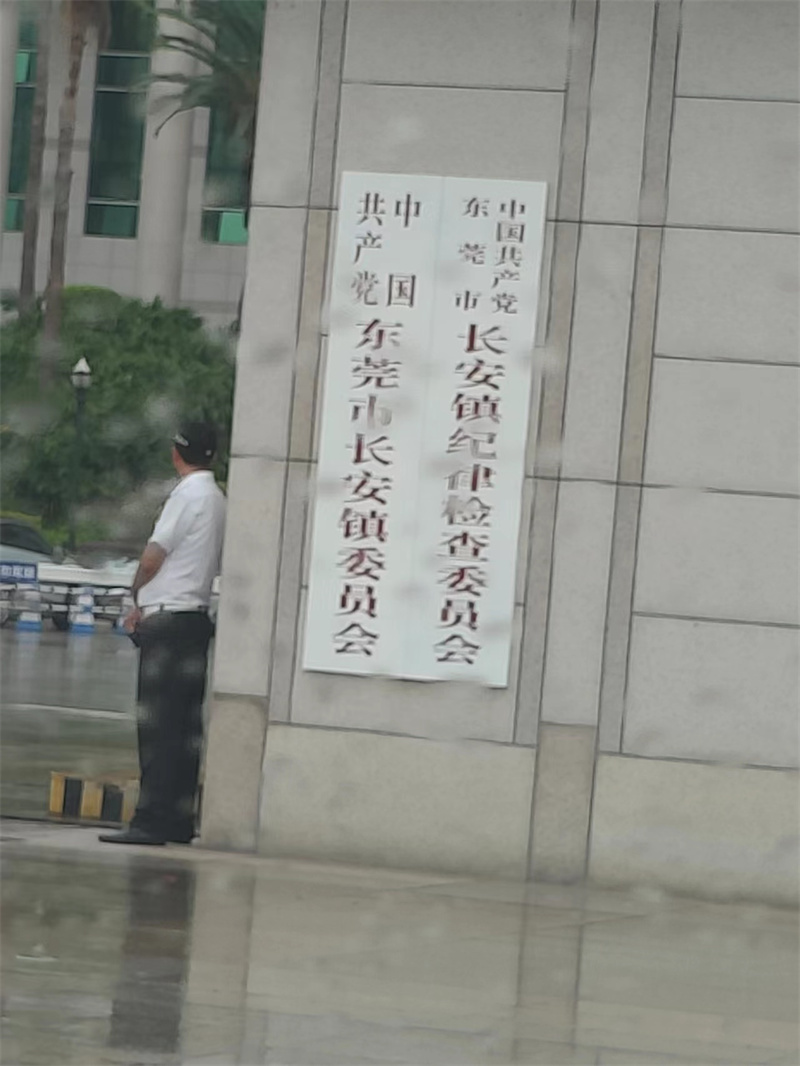 中国
共产党
东莞市长安镇委员会
中国共产党
东莞市
长安镇纪律检查委员会